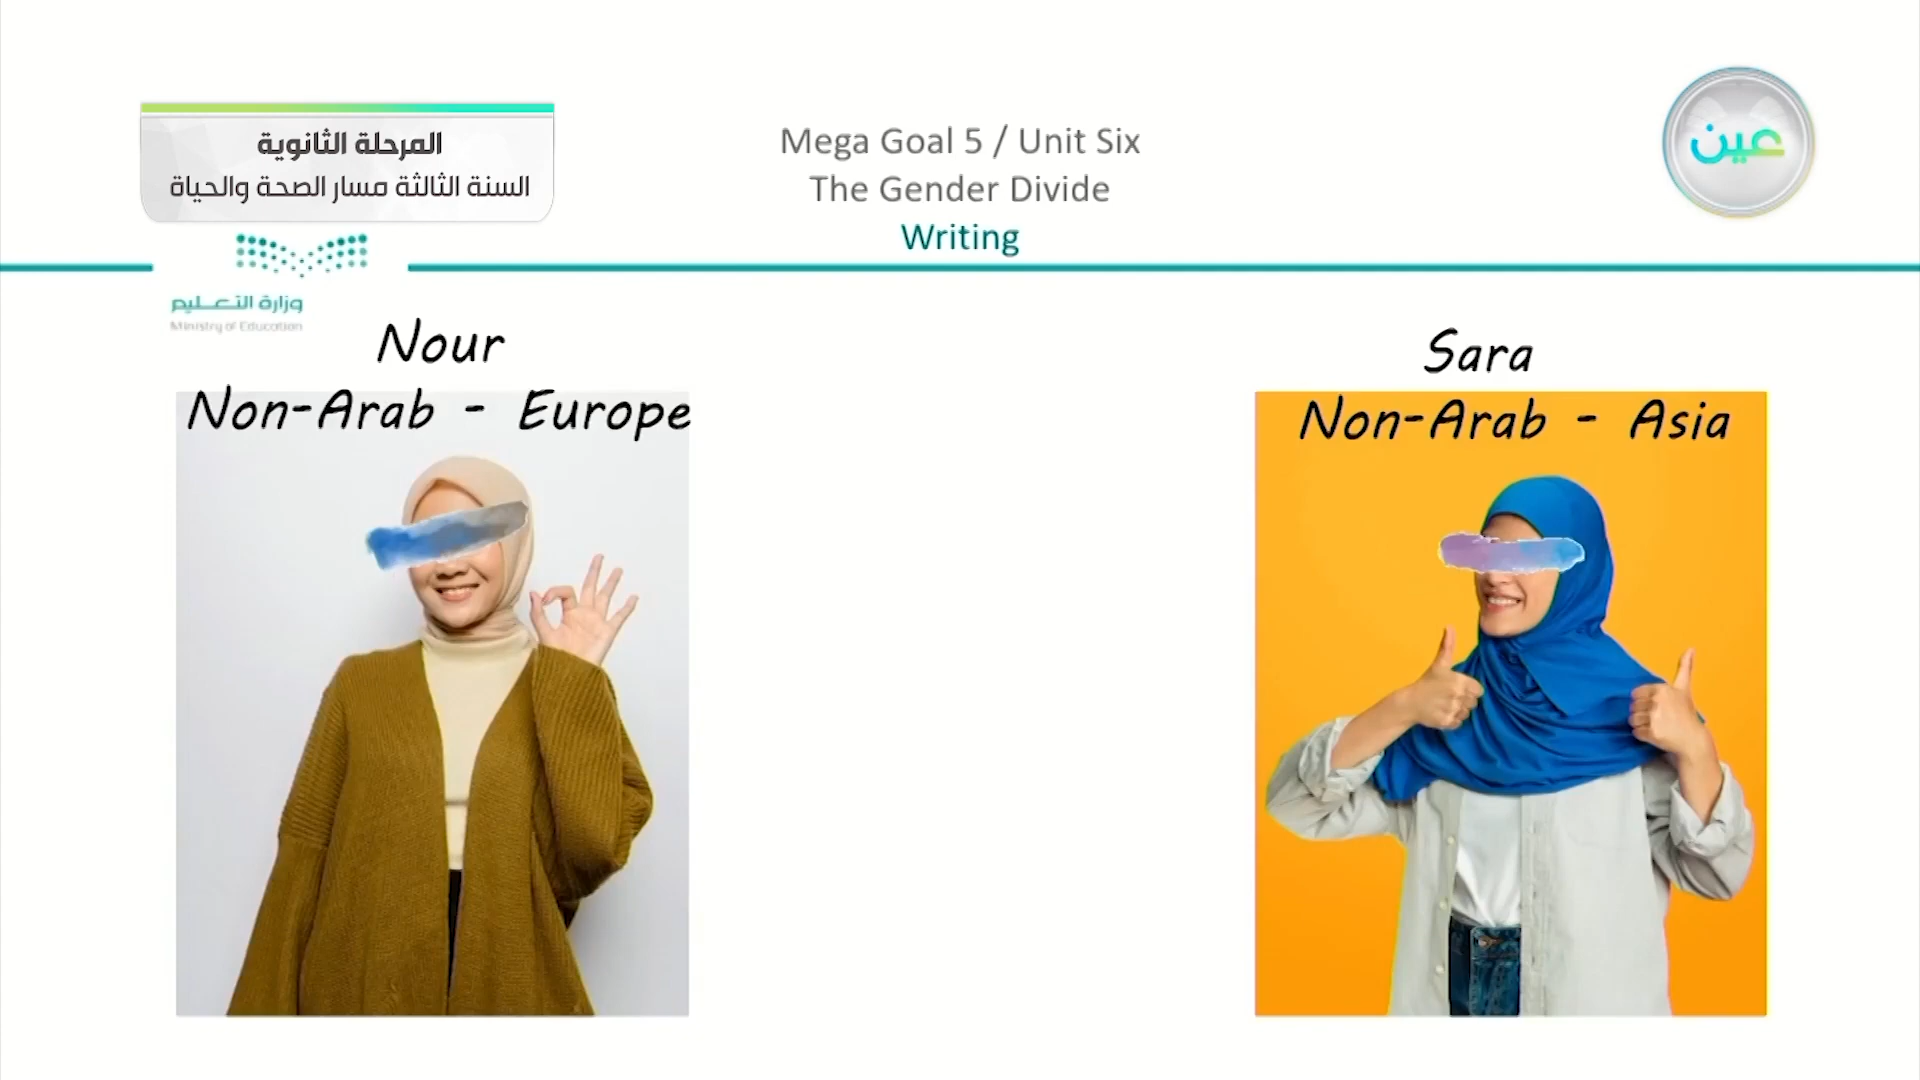 المرحلة الثانوية
السنة الثالثة مسار الصحة والحياة
Mega Goal 5 / Unit Six
The Gender Divide
Writing
عين
وزارة التعليم
Ministry of Education
Nour
Non-Arab - Europe
Sara
Non-Arab - Asia